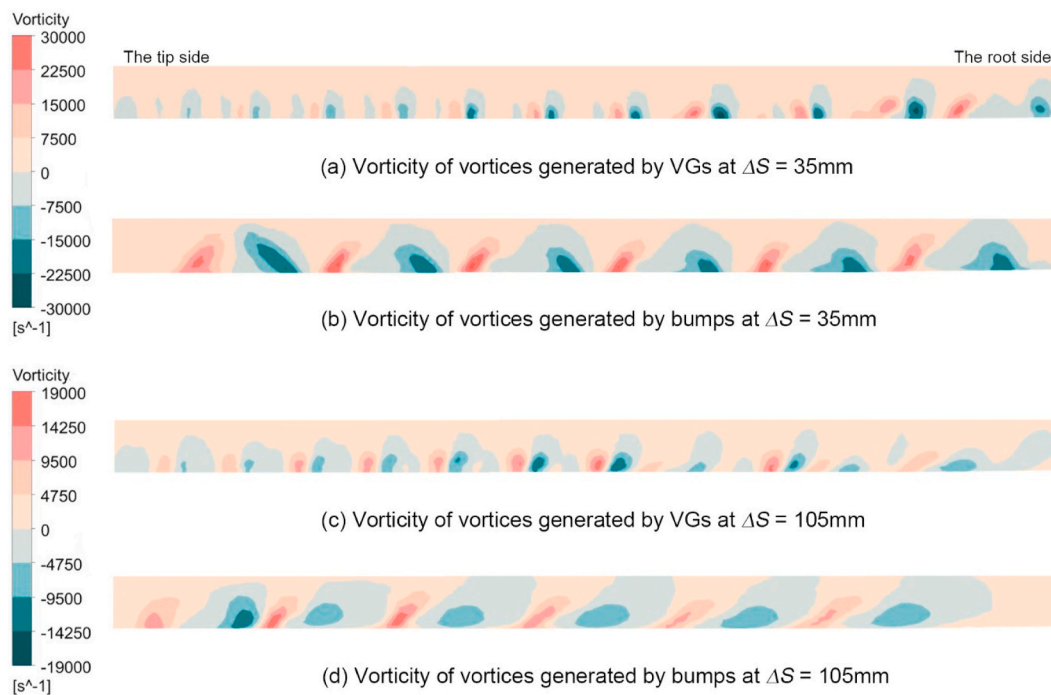 Vorticity
30000
22500
15000
7500
0
-7500
-15000
-22500
-30000
[s^-1]
The tip side
The root side
(a) Vorticity of vortices generated by VGs at ΔS = 35mm
(b) Vorticity of vortices generated by bumps at ΔS = 35mm
Vorticity
19000
14250
9500
4750
0
-4750
-9500
-14250
-19000
[s^-1]
(c) Vorticity of vortices generated by VGs at ΔS = 105mm
(d) Vorticity of vortices generated by bumps at ΔS = 105mm